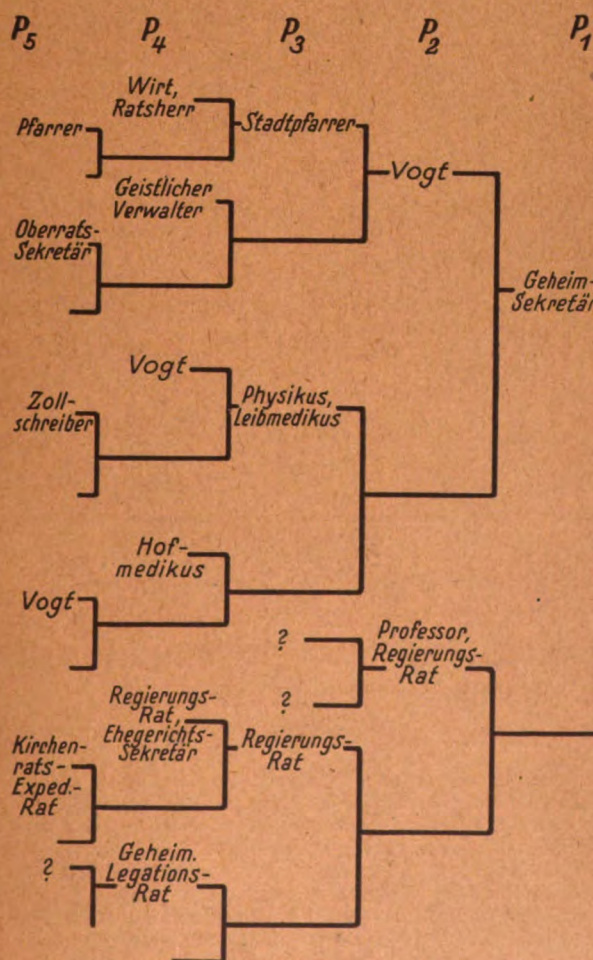 P5 P4 P3 P2 P1
Wirt,
Ratsherr
Pfarrer
Stadtpfarrer
Vogt
Geistlicher
Verwalter
Oberrats-
Sekretär
Geheim-
Sekretär
Vogt
Physikus,
Leibmedikus
Zoll-
schreiber
Hof-
medikus
Vogt
?
Professor,
Regierungs-
Rat
?
Regierungs-
Rat,
Ehegerichts-
Sekretär
Regierungs-
Rat
Kirchen-
rats-
Exped.-
Rat
?
Geheim.
Legations-
Rat